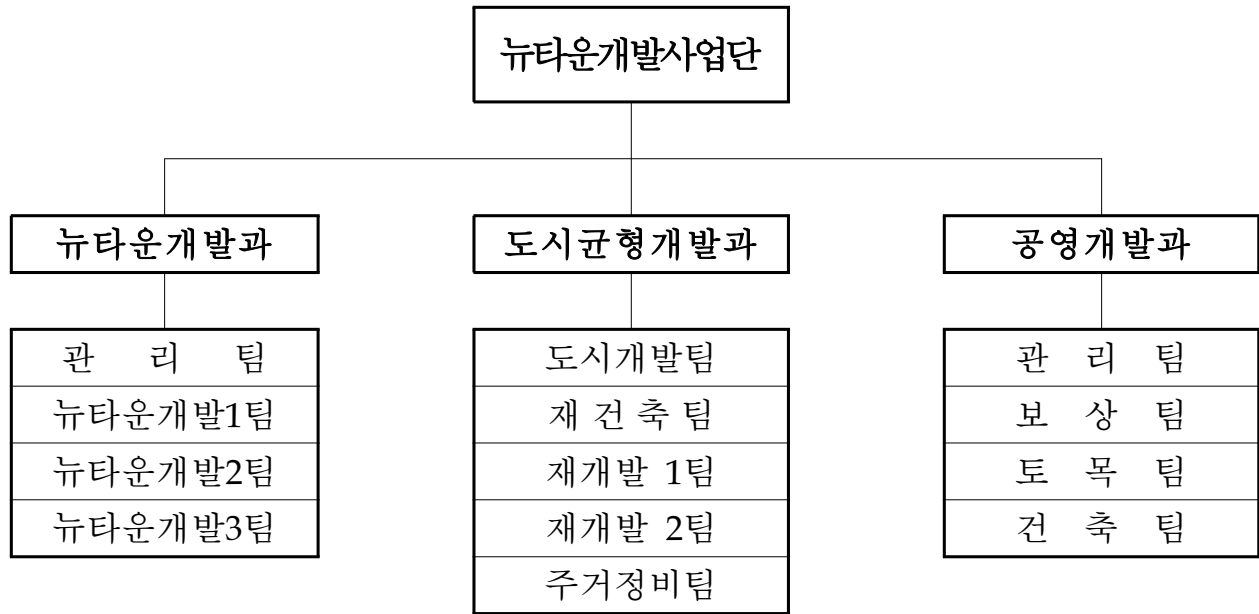 뉴타운개발사업단
뉴타운개발과
도시균형개발과
공영개발과
관 리 팀
뉴타운개발1팀
뉴타운개발2팀
뉴타운개발3팀
도시개발팀
재 건 축 팀
재개발 1팀
재개발 2팀
주거정비팀
관 리 팀
보 상 팀
토 목 팀
건 축 팀